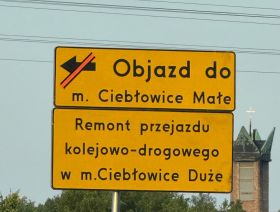 Objazd do
m. Ciebłowice Małe
Remont przejazdu
kolejowo-drogowego
w m.Ciebłowice Duże